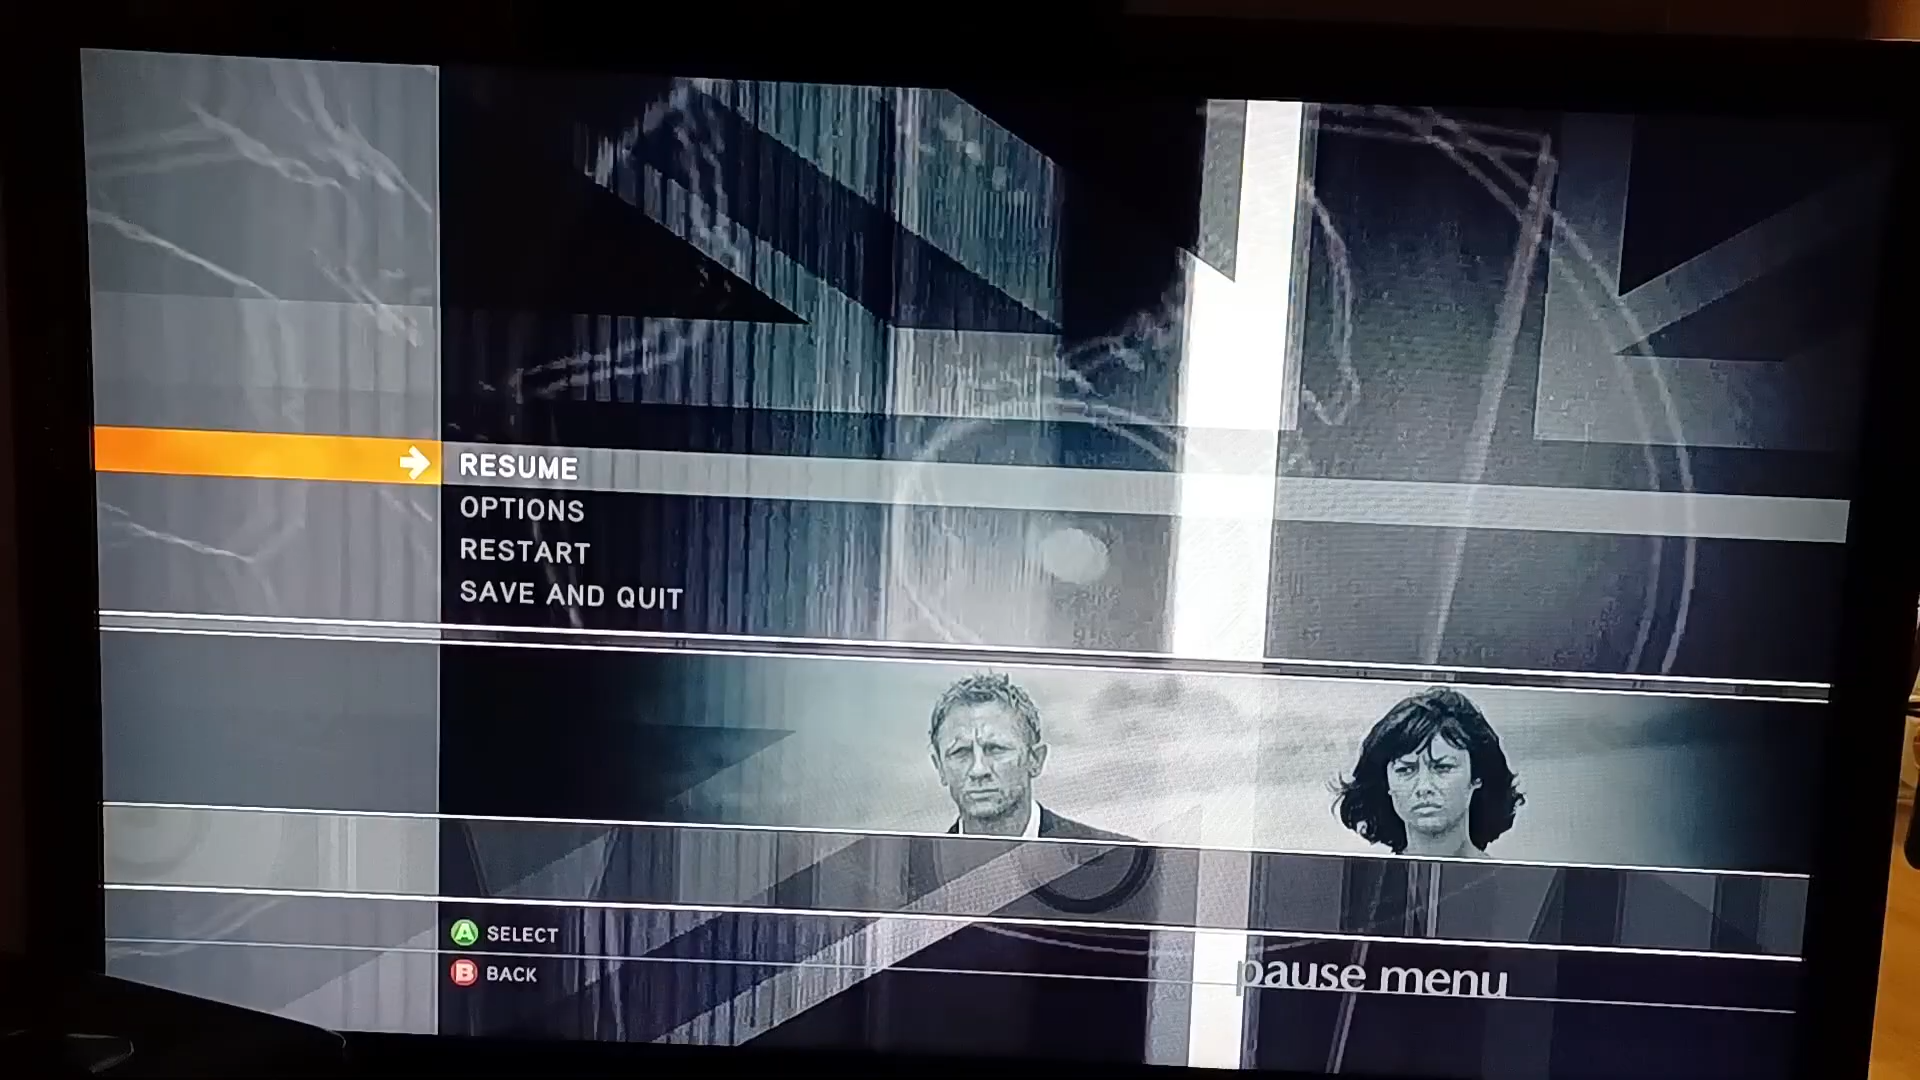 RESUME
OPTIONS
RESTART
SAVE AND QUIT
A SELECT
B BACK
pause menu